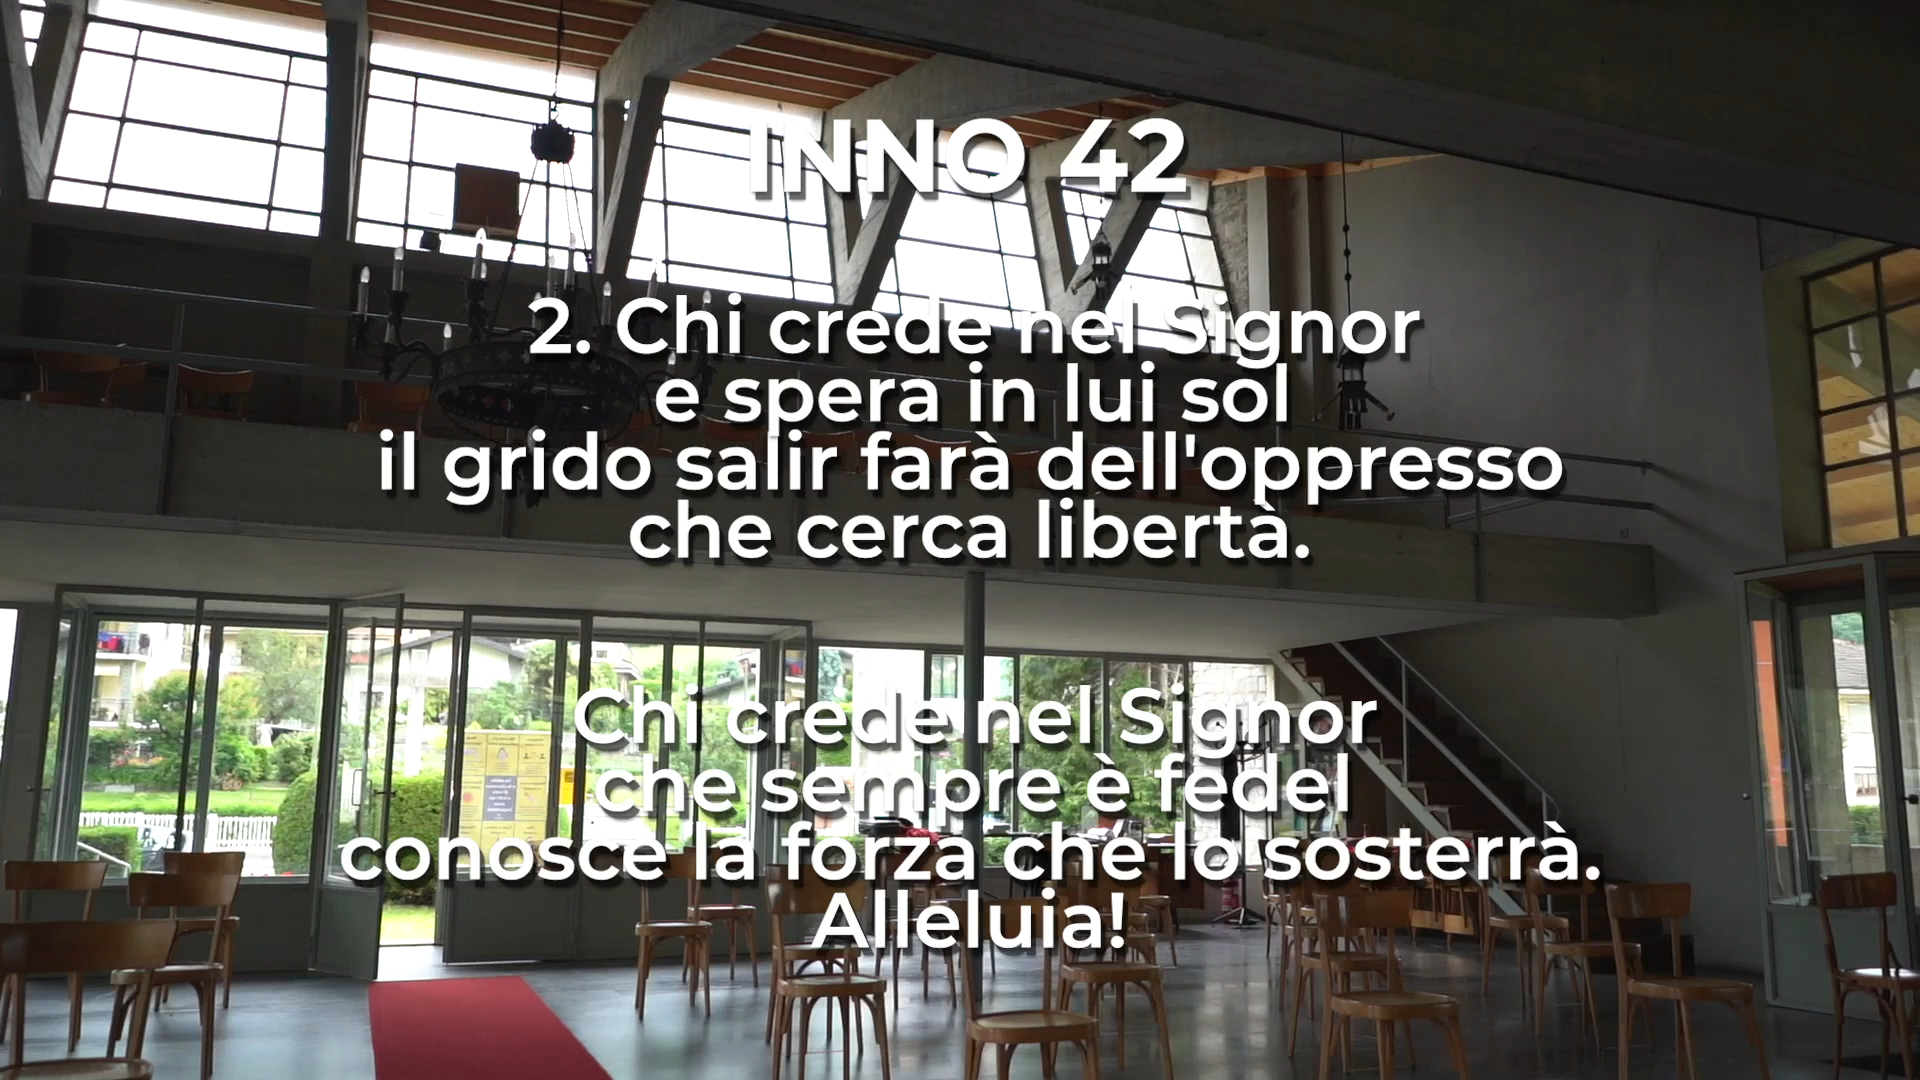 INNO 42
2. Chi crede nel Signor
e spera in lui sol
il grido salir farà dell'oppresso
che cerca libertà.
Chi crede nel Signor
che sempre è fedel
conosce la forza che lo sosterrà.
Alleluia!